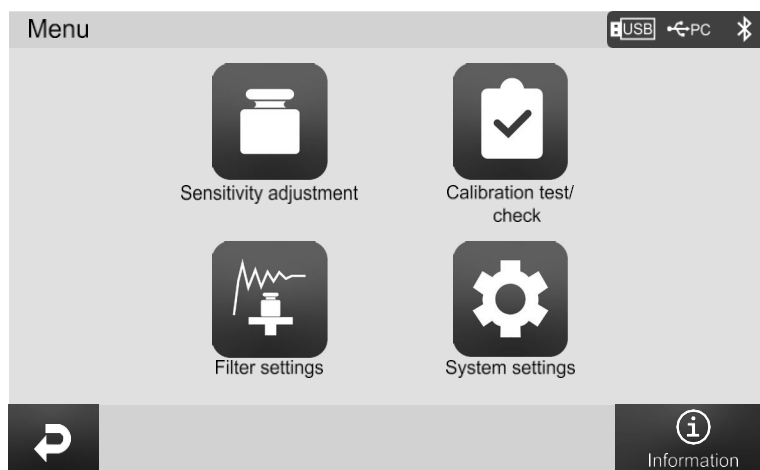 Menu
USB PC
Sensitivity adjustment
Calibration test/
check
Filter settings
System settings
Information